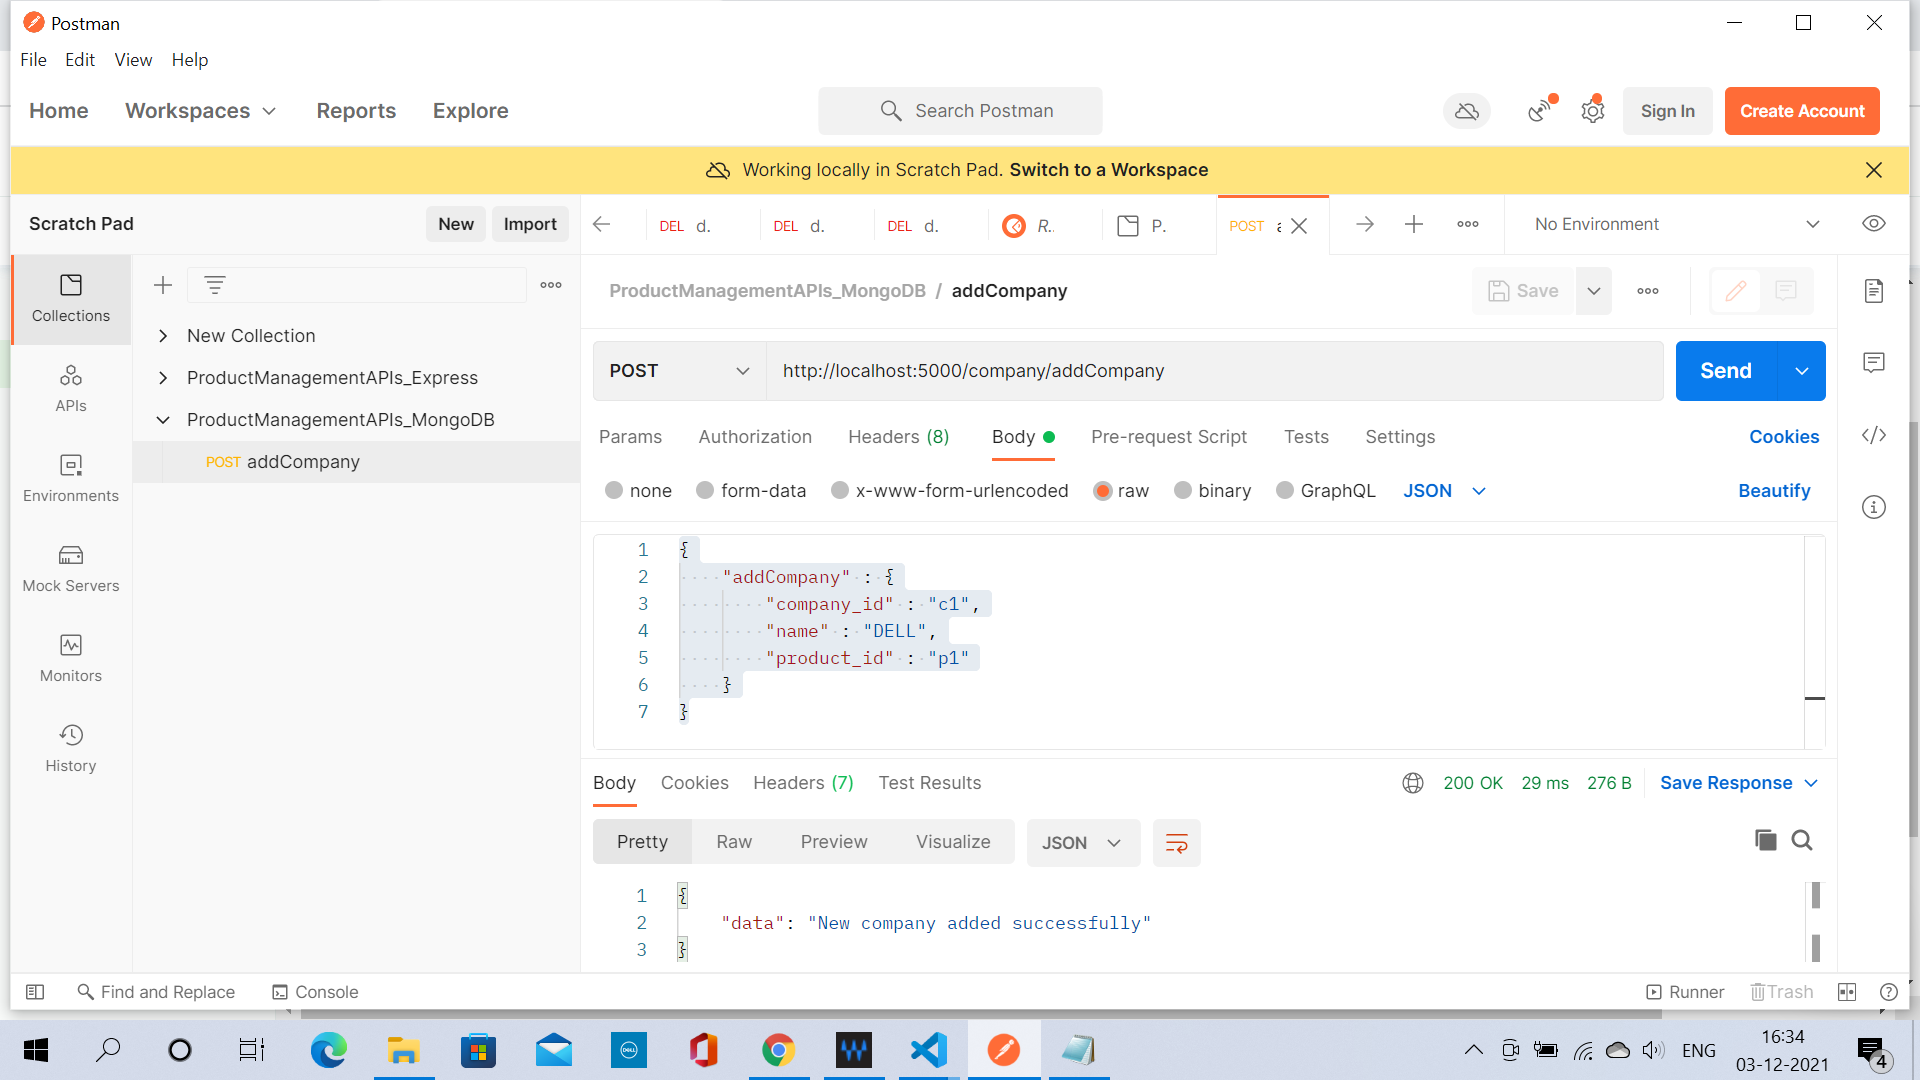 Postman
File Edit View Help
Home Workspaces Reports Explore
Search Postman
Sign In
Create Account
Working locally in Scratch Pad. Switch to a Workspace
Scratch Pad
New
Import
DEL d.
DEL d.
DEL d.
R.
P.
POST
No Environment
Collections
APIs
Environments
Mock Servers
Monitors
History
New Collection
ProductManagementAPIs_Express
ProductManagementAPIs_MongoDB
POST addCompany
ProductManagementAPIs_MongoDB / addCompany
Save
POST
http://localhost:5000/company/addCompany
Send
Params Authorization Headers (8) Body Pre-request Script Tests Settings
Cookies
none form-data x-www-form-urlencoded raw binary GraphQL JSON
Beautify
1 {
2 "addCompany" : {
3 "company_id" : "c1",
4 "name" : "DELL",
5 "product_id" : "p1"
6 }
7 }
Body Cookies Headers (7) Test Results
200 OK 29 ms 276 B
Save Response
Pretty Raw Preview Visualize
JSON
1 {
2 "data": "New company added successfully"
3 }
Find and Replace
Console
Runner
Trash
DELL
ENG
16:34
03-12-2021
4